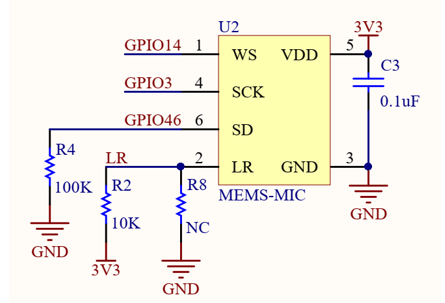 U2
3V3
GPIO14 1 WS VDD 5
C3
GPIO3 4 SCK
0.1uF
GPIO46 6 SD
R4
LR 2 LR GND 3
100K
R2
R8
MEMS-MIC
10K
NC
GND
GND
3V3
GND